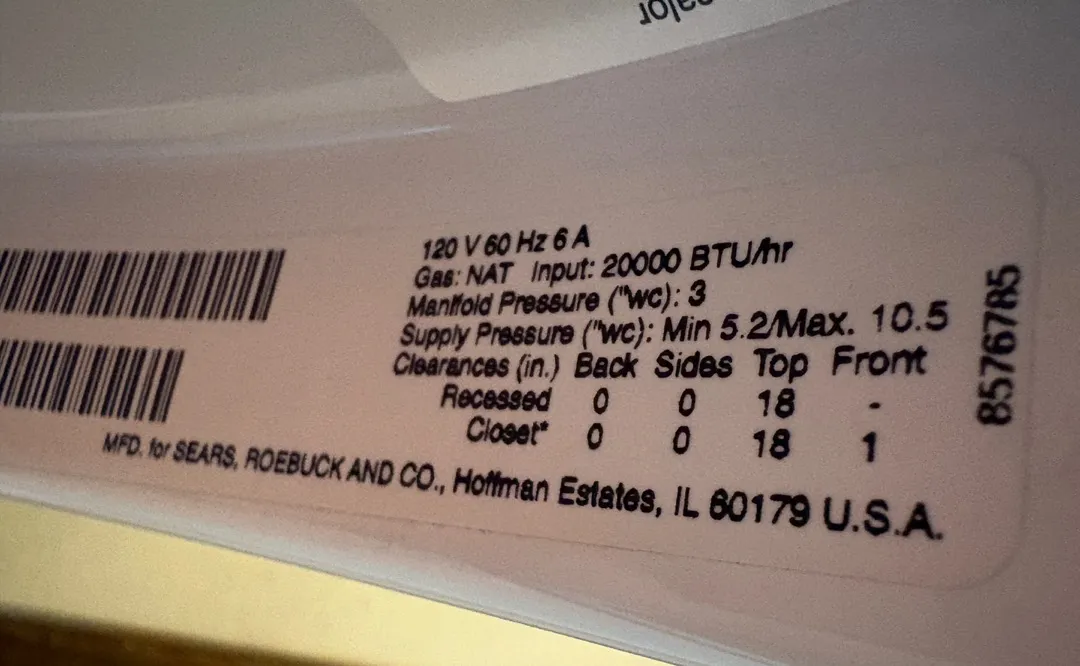 120 V 60 Hz 6 A
Gas: NAT Input: 20000 BTU/hr
Manifold Pressure ("wc): 3
Supply Pressure ("wc): Min 5.2/Max. 10.5
Clearances (in.) Back Sides Top Front
Recessed 0 0 18 -
Closet* 0 0 18 1
MFD. for SEARS, ROEBUCK AND CO., Hoffman Estates, IL 60179 U.S.A.
8576785